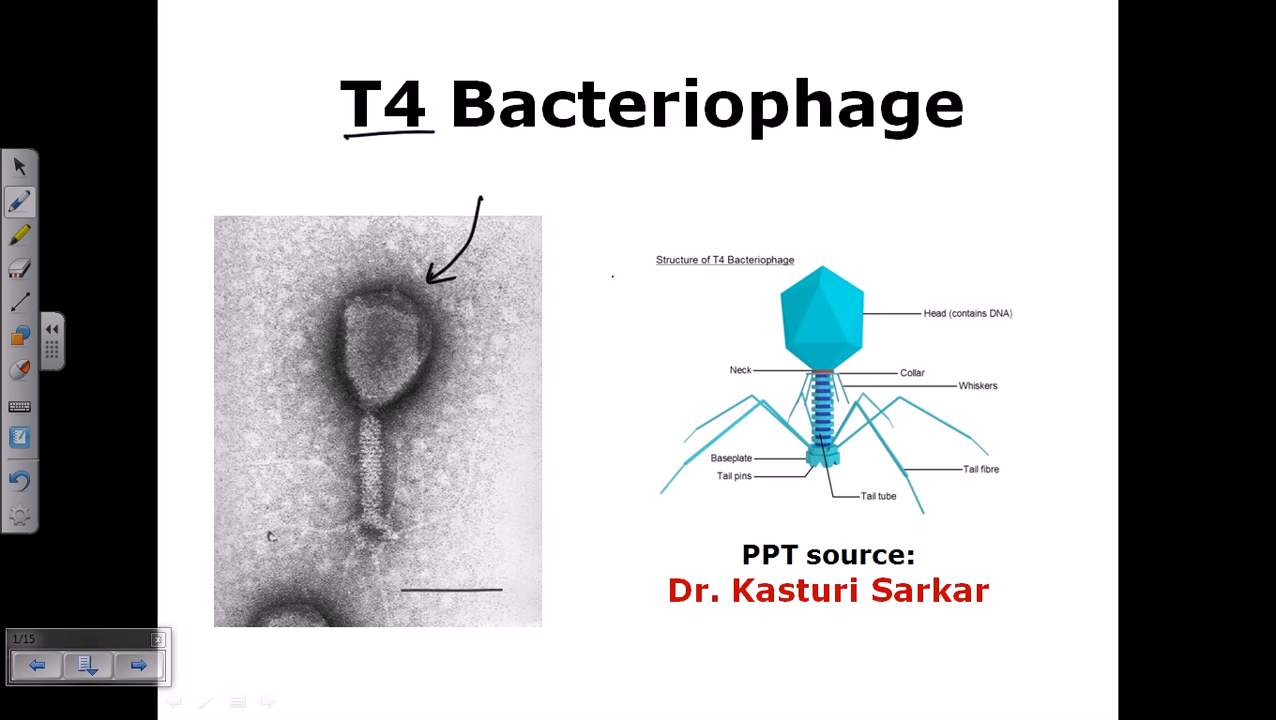 T4 Bacteriophage
Structure of T4 Bacteriophage
Head (contains DNA)
Neck
Collar
Whiskers
Baseplate
Tail pins
Tail fibre
Tail tube
PPT source:
Dr. Kasturi Sarkar
1/15